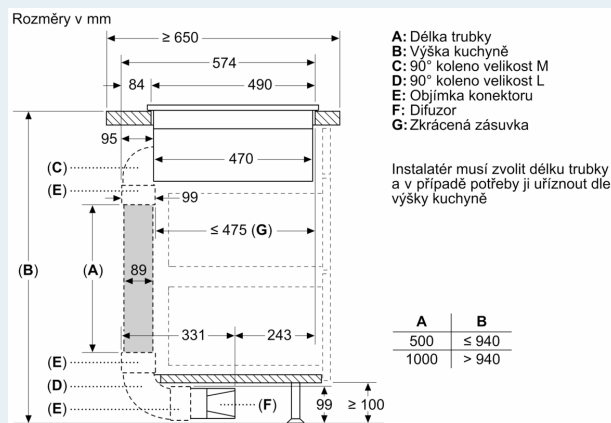 Rozměry v mm
≥ 650
574
84
490
95
470
(C)
(E)
99
≤ 475 (G)
(B)
(A)
89
331
243
(E)
(D)
(E)
(F)
99
≥ 100
A: Délka trubky
B: Výška kuchyně
C: 90° koleno velikost M
D: 90° koleno velikost L
E: Objímka konektoru
F: Difuzor
G: Zkrácená zásuvka
Instalatér musí zvolit délku trubky
a v případě potřeby ji uříznout dle
výšky kuchyně
A B
500 ≤ 940
1000 > 940